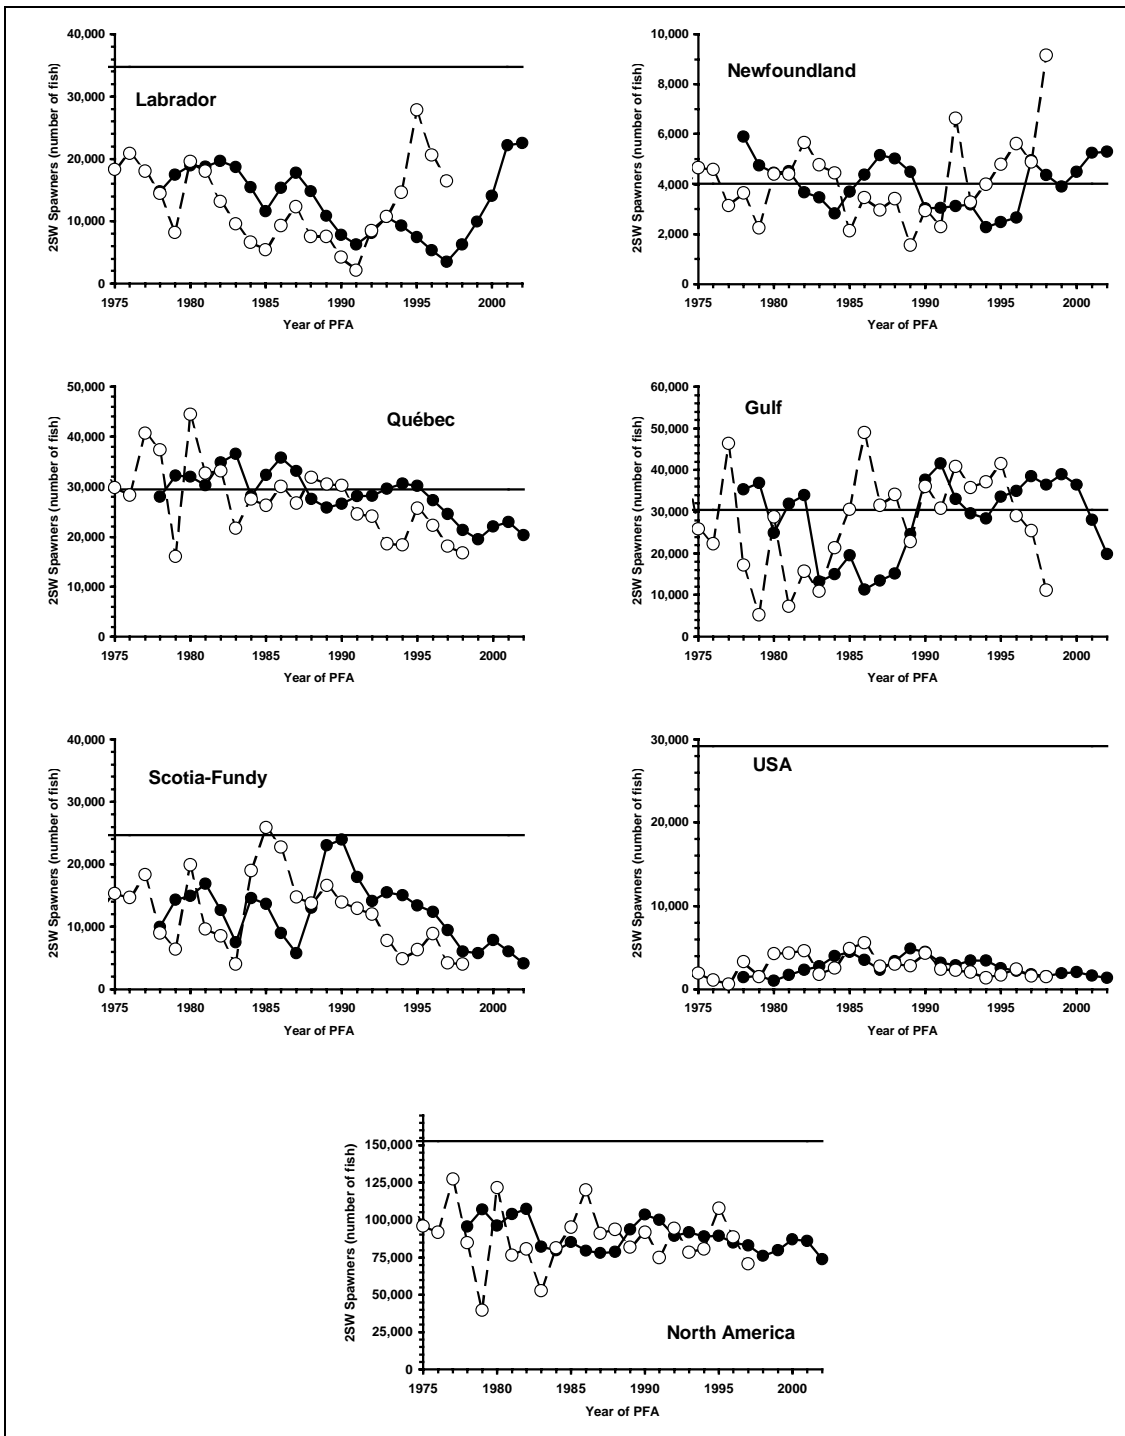 40,000
30,000
20,000
10,000
0
2SW Spawners (number of fish)
Labrador
1975 1980 1985 1990 1995 2000
Year of PFA
10,000
8,000
6,000
4,000
2,000
0
2SW Spawners (number of fish)
Newfoundland
1975 1980 1985 1990 1995 2000
Year of PFA
50,000
40,000
30,000
20,000
10,000
0
2SW Spawners (number of fish)
Québec
1975 1980 1985 1990 1995 2000
Year of PFA
60,000
50,000
40,000
30,000
20,000
10,000
0
2SW Spawners (number of fish)
Gulf
1975 1980 1985 1990 1995 2000
Year of PFA
40,000
30,000
20,000
10,000
0
2SW Spawners (number of fish)
Scotia-Fundy
1975 1980 1985 1990 1995 2000
Year of PFA
30,000
20,000
10,000
0
2SW Spawners (number of fish)
USA
1975 1980 1985 1990 1995 2000
Year of PFA
150,000
125,000
100,000
75,000
50,000
25,000
0
2SW Spawners (number of fish)
North America
1975 1980 1985 1990 1995 2000
Year of PFA